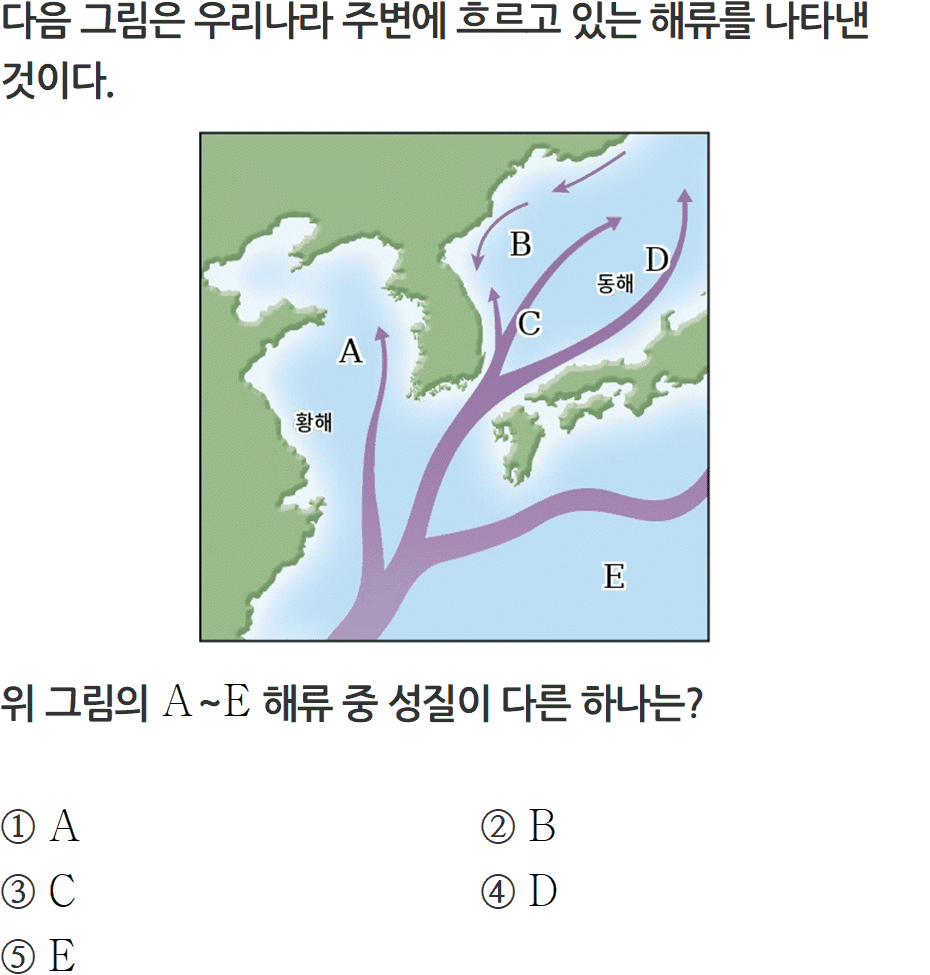 다음 그림은 우리나라 주변에 흐르고 있는 해류를 나타낸
것이다.
B
D
동해
C
A
황해
E
위 그림의 A~E 해류 중 성질이 다른 하나는?
① A
② B
③ C
④ D
⑤ E